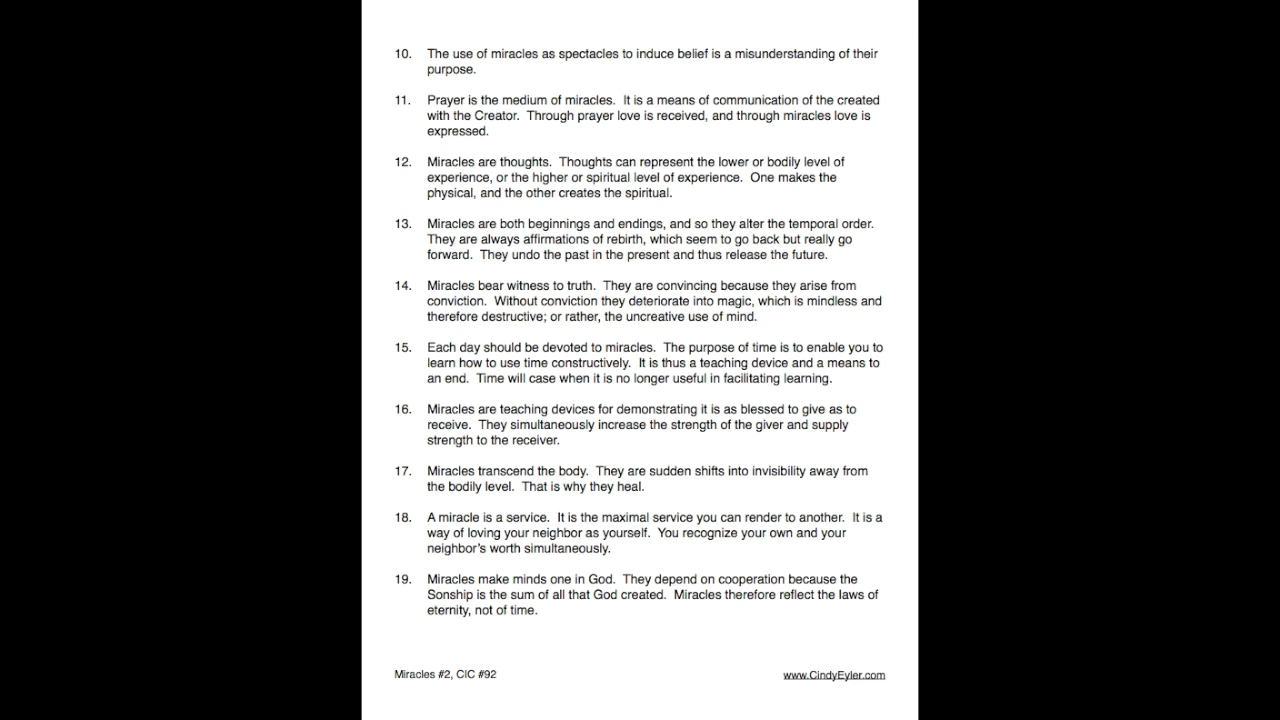 10. The use of miracles as spectacles to induce belief is a misunderstanding of their
purpose.
11. Prayer is the medium of miracles.  It is a means of communication of the created
with the Creator.  Through prayer love is received, and through miracles love is
expressed.
12. Miracles are thoughts.  Thoughts can represent the lower or bodily level of
experience, or the higher or spiritual level of experience.  One makes the
physical, and the other creates the spiritual.
13. Miracles are both beginnings and endings, and so they alter the temporal order.
They are always affirmations of rebirth, which seem to go back but really go
forward.  They undo the past in the present and thus release the future.
14. Miracles bear witness to truth.  They are convincing because they arise from
conviction.  Without conviction they deteriorate into magic, which is mindless and
therefore destructive; or rather, the uncreative use of mind.
15. Each day should be devoted to miracles.  The purpose of time is to enable you to
learn how to use time constructively.  It is thus a teaching device and a means to
an end.  Time will case when it is no longer useful in facilitating learning.
16. Miracles are teaching devices for demonstrating it is as blessed to give as to
receive.  They simultaneously increase the strength of the giver and supply
strength to the receiver.
17. Miracles transcend the body.  They are sudden shifts into invisibility away from
the bodily level.  That is why they heal.
18. A miracle is a service.  It is the maximal service you can render to another.  It is a
way of loving your neighbor as yourself.  You recognize your own and your
neighbor's worth simultaneously.
19. Miracles make minds one in God.  They depend on cooperation because the
Sonship is the sum of all that God created.  Miracles therefore reflect the laws of
eternity, not of time.
Miracles #2, CIC #92
www.CindyEyler.com